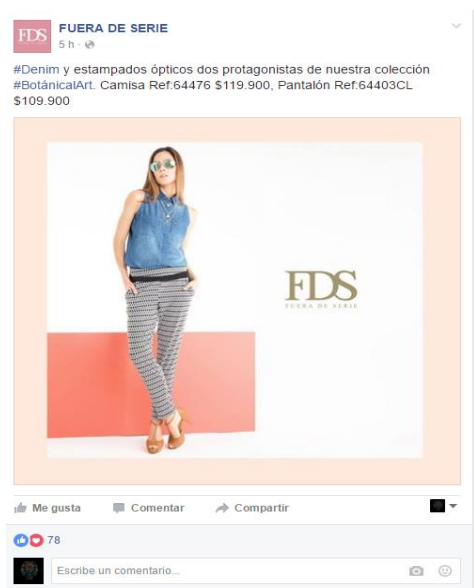 FDS
FUERA DE SERIE
5 h ·
#Denim y estampados ópticos dos protagonistas de nuestra colección
#BotánicalArt. Camisa Ref:64476 $119.900, Pantalón Ref:64403CL
$109.900
FDS
FUERA DE SERIE
Me gusta Comentar Compartir
78
Escribe un comentario...